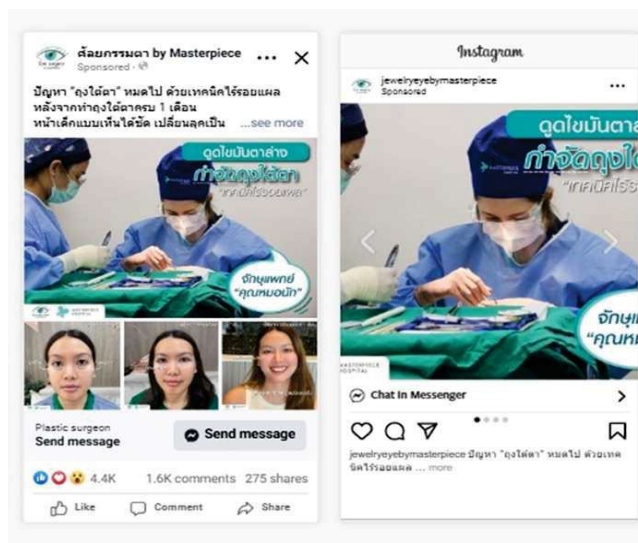 ศัลยกรรมตา by Masterpiece
Sponsored
ปัญหา "ถุงใต้ตา" หมดไป ด้วยเทคนิคไร้รอยแผล
หลังจากทำถุงใต้ตาครบ 1 เดือน
หน้าเด็กแบบเห็นได้ชัด เปลี่ยนลุคเป็น ...see more
ดูดไขมันตาล่าง
กำจัดถุงใต้ตา
"เทคนิคไร้รอยแผล"
จักษุแพทย์
"คุณหมอนัท"
Plastic surgeon
Send message
Send message
4.4K 1.6K comments 275 shares
Like Comment Share
Instagram
jewelryeyebymasterpiece
Sponsored
ดูดไขมันตาล
กำจัดถุงใต้
"เทคนิคไร้ร
จักษุแ
"คุณห
MASTERPIECE
HOSPITAL
Chat in Messenger
jewelryeyebymasterpiece ปัญหา "ถุงใต้ตา" หมดไป ด้วยเทค
นิคไร้รอยแผล ... more